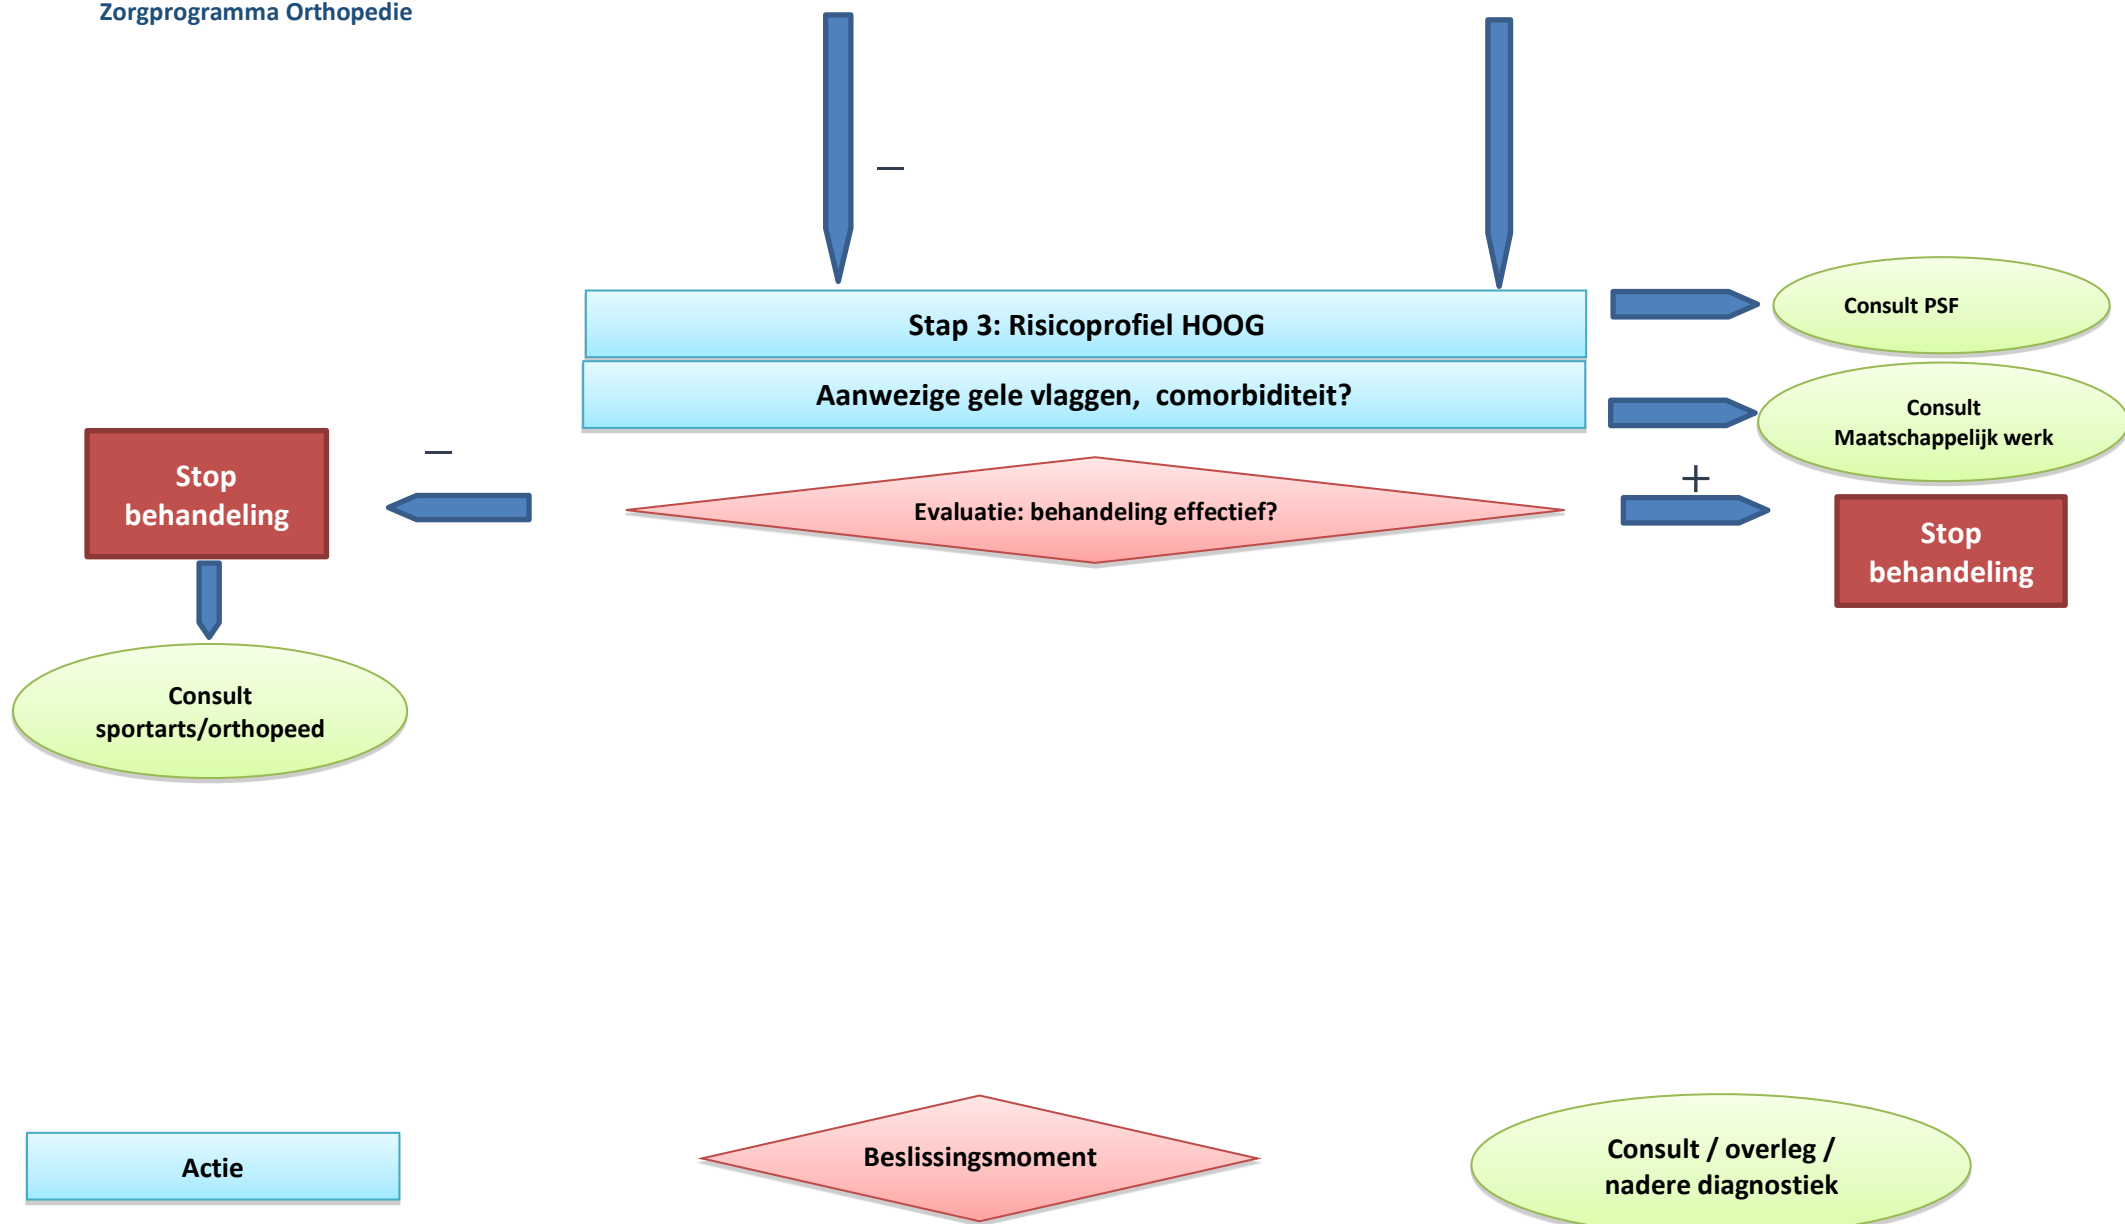 Zorgprogramma Orthopedie
–
Stap 3: Risicoprofiel HOOG
Consult PSF
Aanwezige gele vlaggen, comorbiditeit?
Consult
Maatschappelijk werk
–
Stop
behandeling
Evaluatie: behandeling effectief?
+
Stop
behandeling
Consult
sportarts/orthopeed
Actie
Beslissingsmoment
Consult / overleg /
nadere diagnostiek